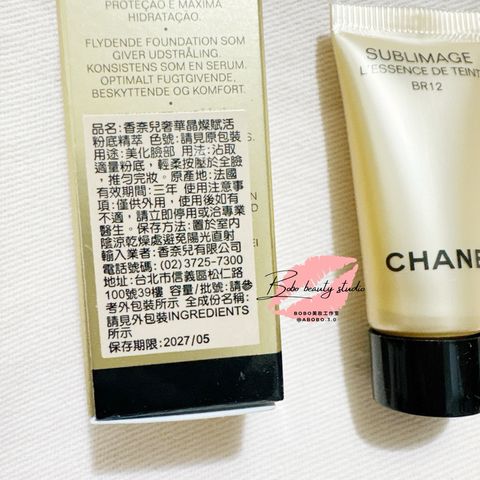 PROTEÇÃO E MÁXIMA
HIDRATAÇÃO.
FLYDENDE FOUNDATION SOM
GIVER UDSTRÅLING.
KONSISTENS SOM EN SERUM.
OPTIMALT FUGTGIVENDE,
BESKYTTENDE OG KOMFORT.
品名: 香奈兒奢華晶燦賦活
粉底精萃 色號:請見原包裝
用途:美化臉部 用法:沾取
適量粉底，輕柔按壓於全臉
，推勻完妝。原產地:法國
有效期間:三年 使用注意事
項:僅供外用，使用後如有
不適，請立即停用或洽專業
醫生。保存方法:置於室內
陰涼乾燥處避免陽光直射
輸入業者:香奈兒有限公司
電話號碼: (02) 3725-7300
地址:台北市信義區松仁路
100號39樓 容量/批號:請參
考外包裝所示 全成份名稱:
請見外包裝INGREDIENTS
所示
保存期限: 2027/05
SUBLIMAGE
L'ESSENCE DE TEINT
BR12
CHANE
Bobo beauty studio
BOBO美妝工作室
@ABOBO.1.0